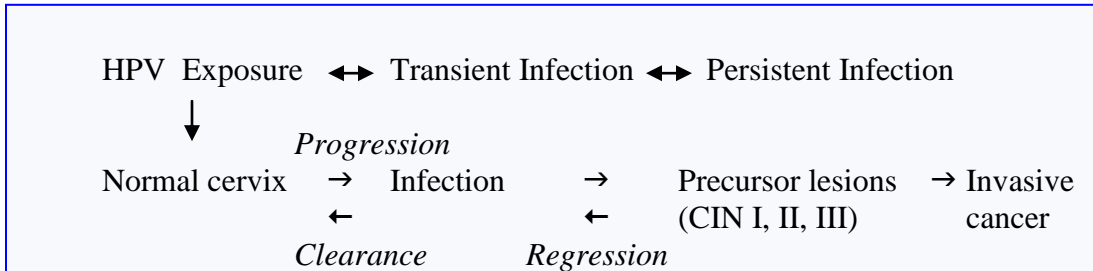 HPV Exposure ↔ Transient Infection ↔ Persistent Infection
↓
Progression
Normal cervix → Infection → Precursor lesions → Invasive
← ← (CIN I, II, III) cancer
Clearance Regression